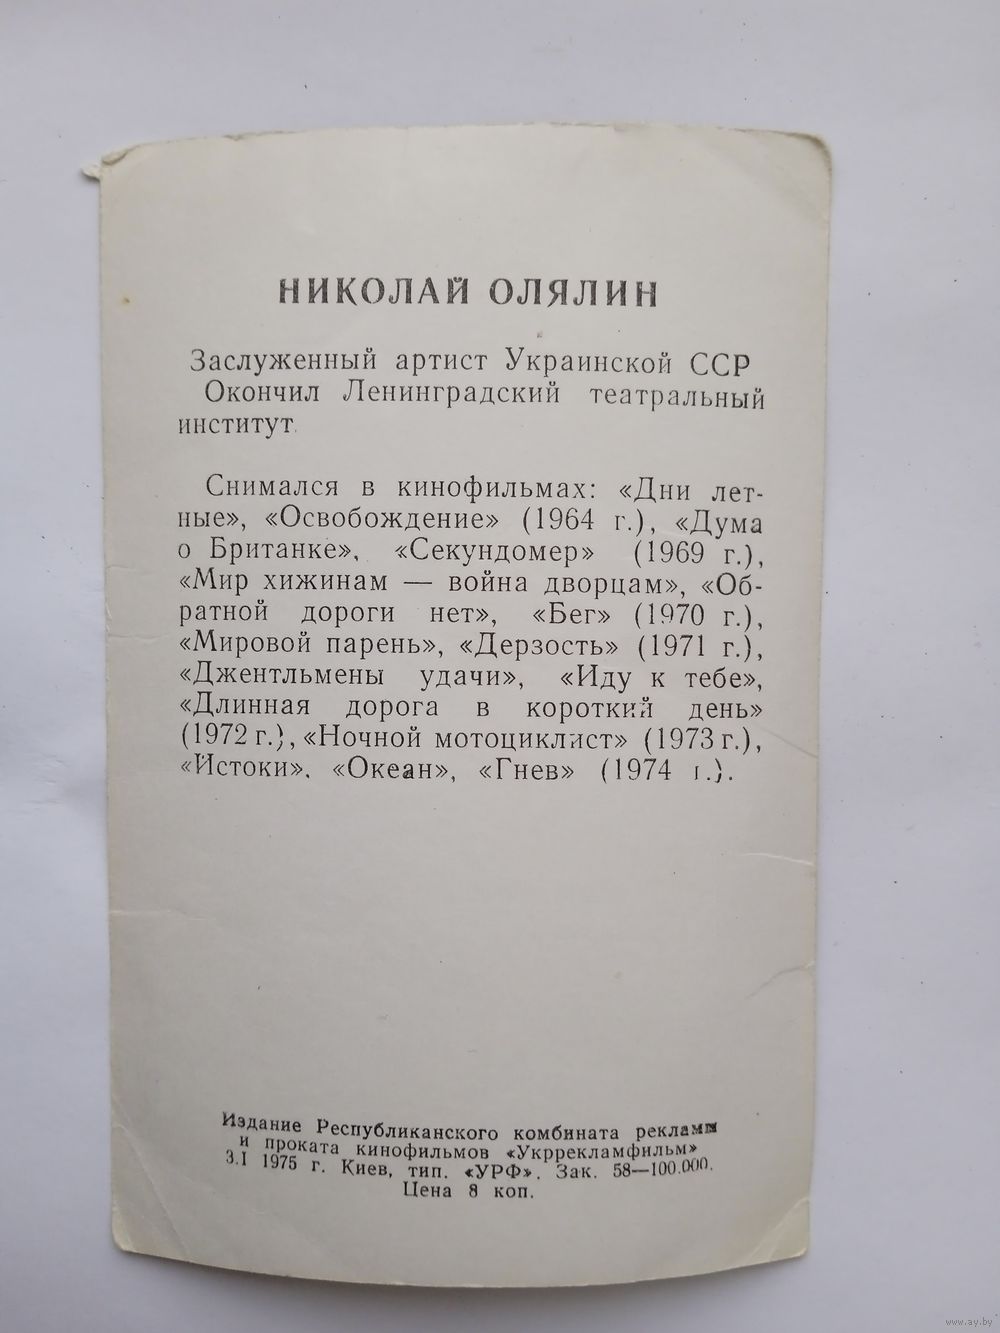 НИКОЛАЙ ОЛЯЛИН
Заслуженный артист Украинской ССР
Окончил Ленинградский театральный
институт.
Снимался в кинофильмах: «Дни лет-
ные», «Освобождение» (1964 г.), «Дума
о Британке», «Секундомер» (1969 г.),
«Мир хижинам — война дворцам», «Об-
ратной дороги нет», «Бег» (1970 г.),
«Мировой парень», «Дерзость» (1971 г.),
«Джентльмены удачи», «Иду к тебе»,
«Длинная дорога в короткий день»
(1972 г.), «Ночной мотоциклист» (1973 г.),
«Истоки», «Океан», «Гнев» (1974 г.).
Издание Республиканского комбината рекламы
и проката кинофильмов «Укррекламфильм»
3.I 1975 г. Киев, тип. «УРФ». Зак. 58—100.000.
Цена 8 коп.
www.ay.by